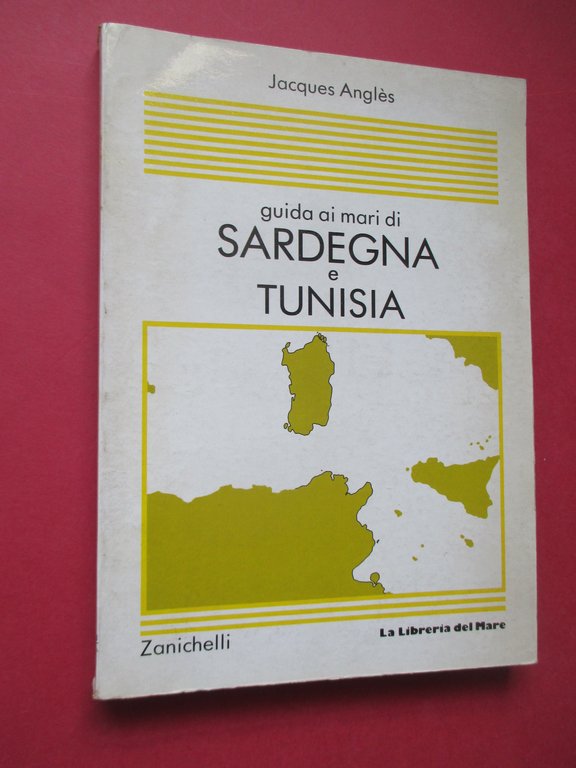 Jacques Anglès
guida ai mari di
SARDEGNA
e
TUNISIA
Zanichelli
La Libreria del Mare